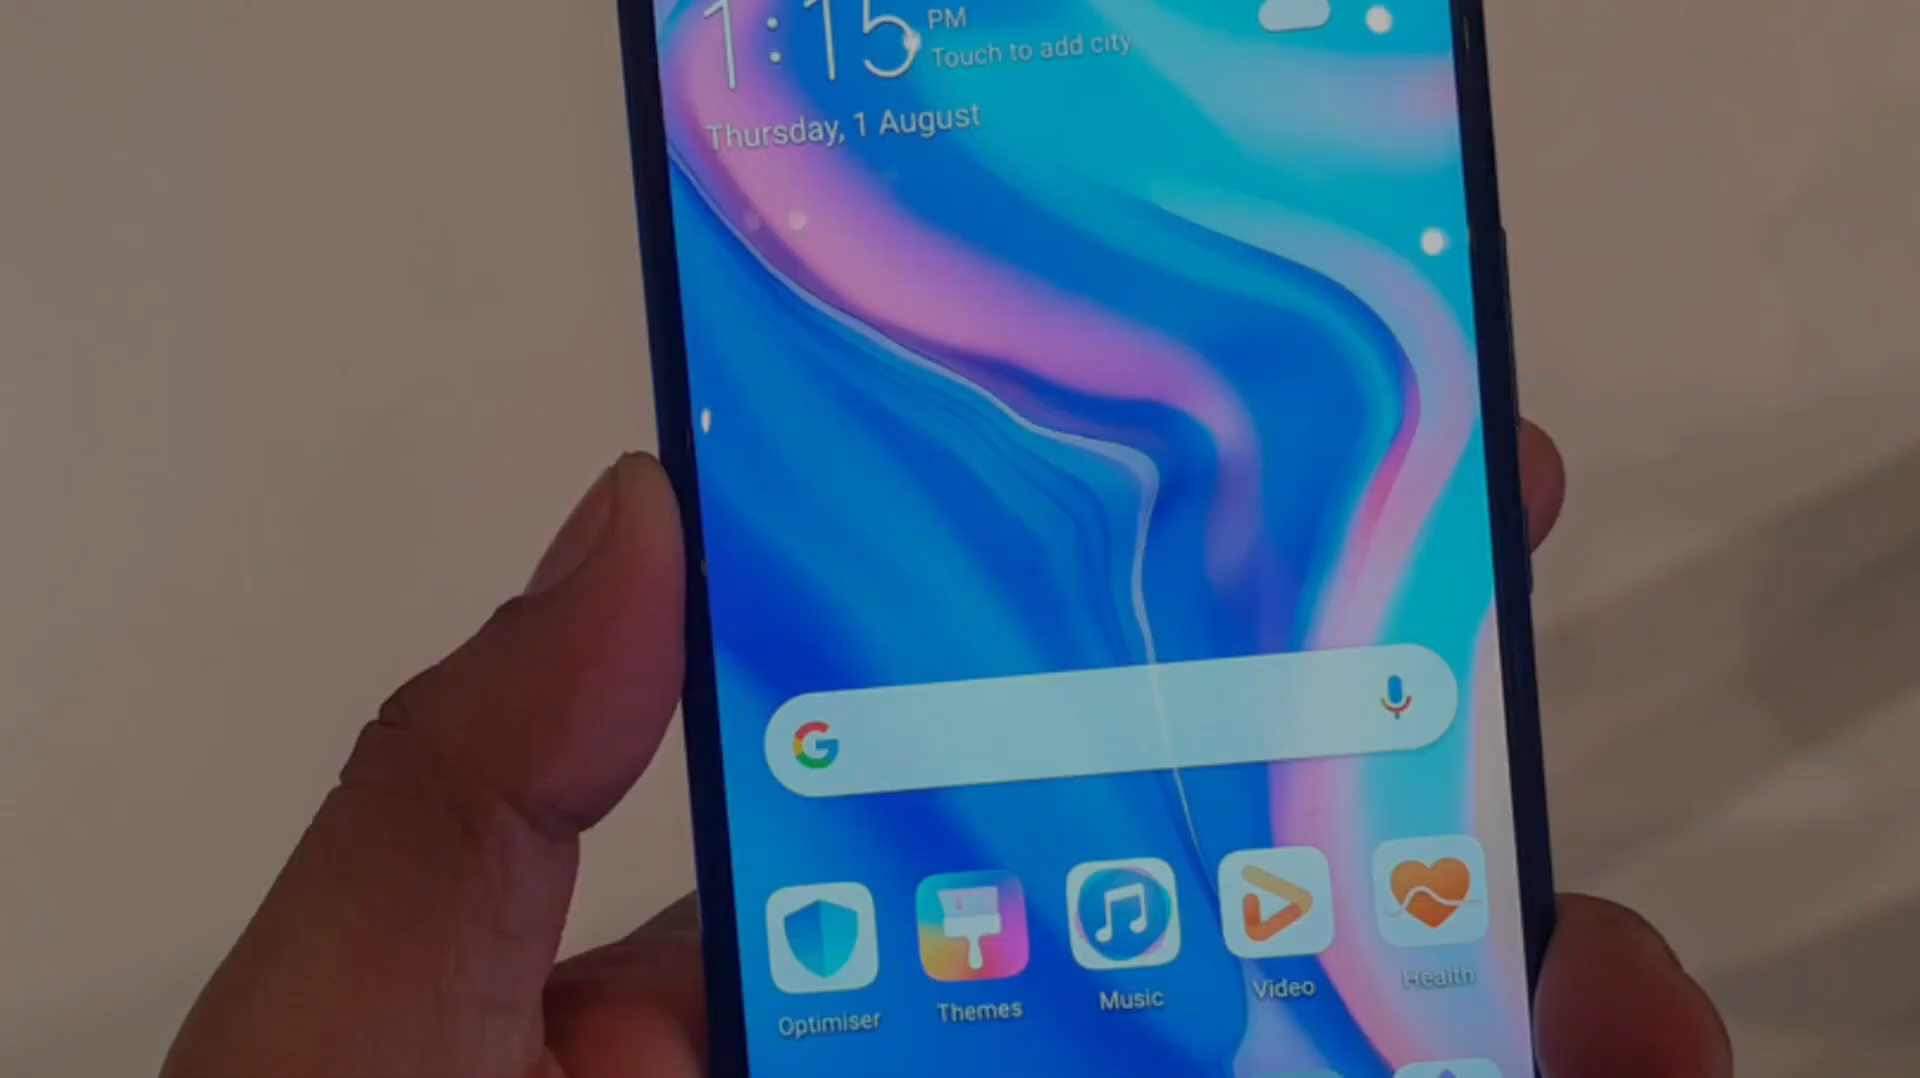 1:15 PM
Touch to add city
Thursday, 1 August
G
Optimiser
Themes
Music
Video
Health